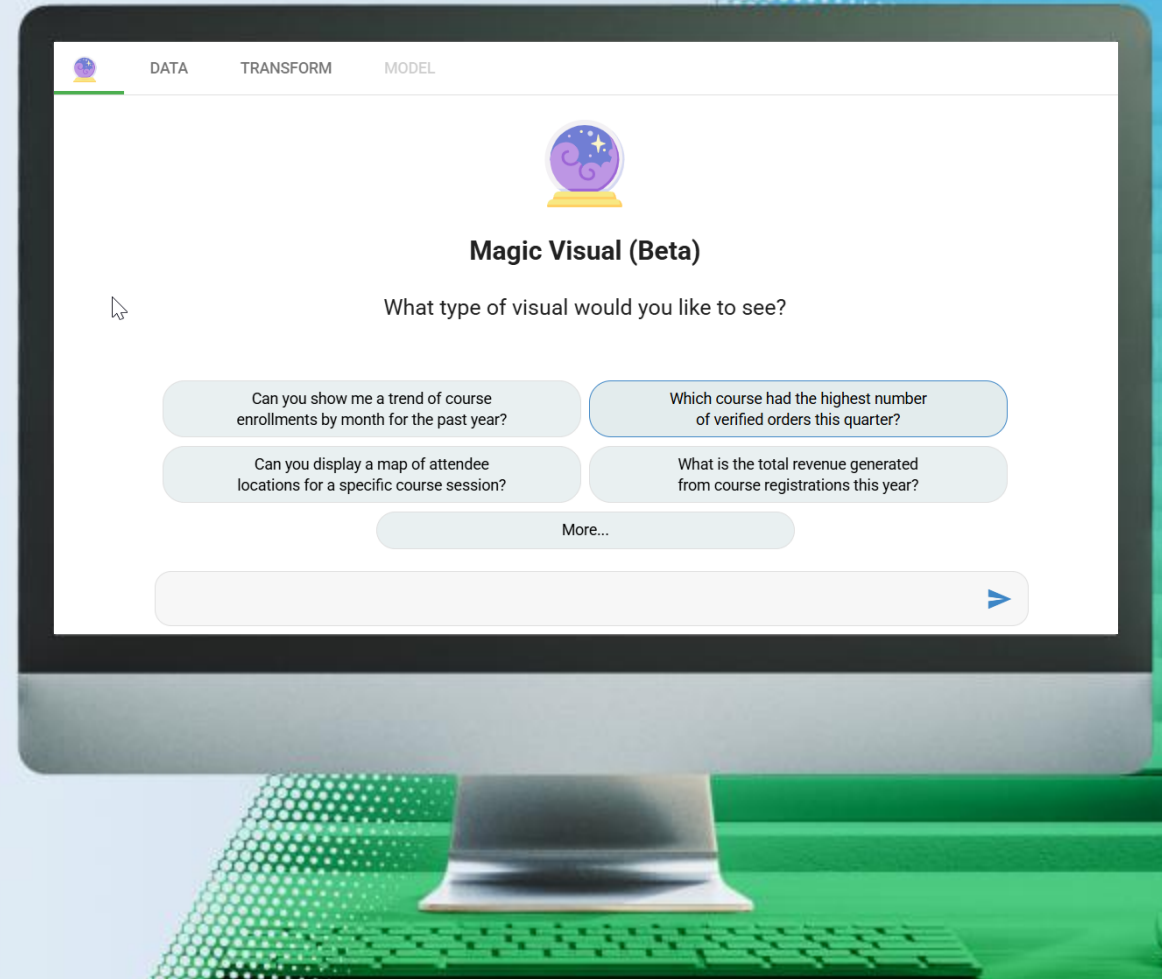 DATA TRANSFORM MODEL
Magic Visual (Beta)
What type of visual would you like to see?
Can you show me a trend of course
enrollments by month for the past year?
Which course had the highest number
of verified orders this quarter?
Can you display a map of attendee
locations for a specific course session?
What is the total revenue generated
from course registrations this year?
More...